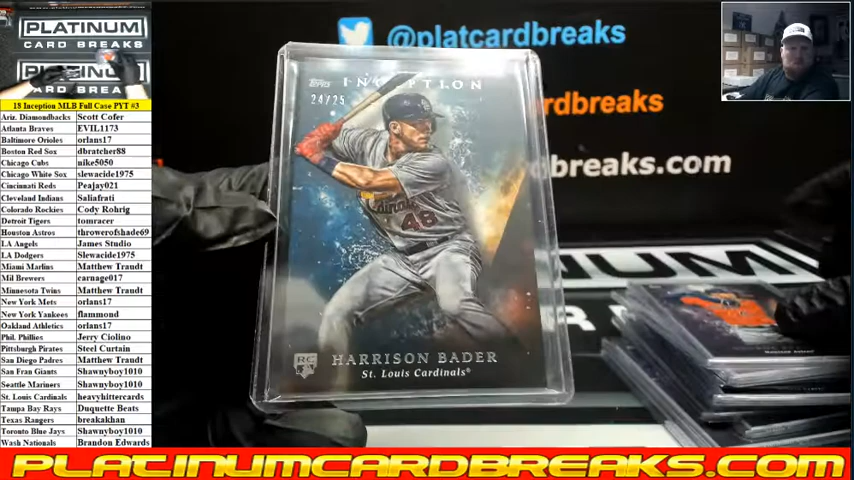 PLATINUM
CARD BREAKS
18 Inception MLB Full Case PYT #3
Ariz. Diamondbacks Scott Cofer
Atlanta Braves EVIL1173
Baltimore Orioles orlans17
Boston Red Sox dbratcher88
Chicago Cubs nike5050
Chicago White Sox slewacide1975
Cincinnati Reds Peajay021
Cleveland Indians Saliafrati
Colorado Rockies Cody Rohrig
Detroit Tigers tomracer
Houston Astros throwerofshade69
LA Angels James Studio
LA Dodgers Slewacide1975
Miami Marlins Matthew Traudt
Mil Brewers carnage017
Minnesota Twins Matthew Traudt
New York Mets orlans17
New York Yankees flammond
Oakland Athletics orlans17
Phil. Phillies Jerry Ciolino
Pittsburgh Pirates Steel Curtain
San Diego Padres Matthew Traudt
San Fran Giants Shawnyboy1010
Seattle Mariners Shawnyboy1010
St. Louis Cardinals heavyhittercards
Tampa Bay Rays Duquette Beats
Texas Rangers breakakhan
Toronto Blue Jays Shawnyboy1010
Wash Nationals Brandon Edwards
@platcardbreaks
rdbreaks
breaks.com
Topps INCEPTION
24/25
Cardinals
48
RC HARRISON BADER
St. Louis Cardinals®
NUM
PLATINUMCARDBREAKS.COM